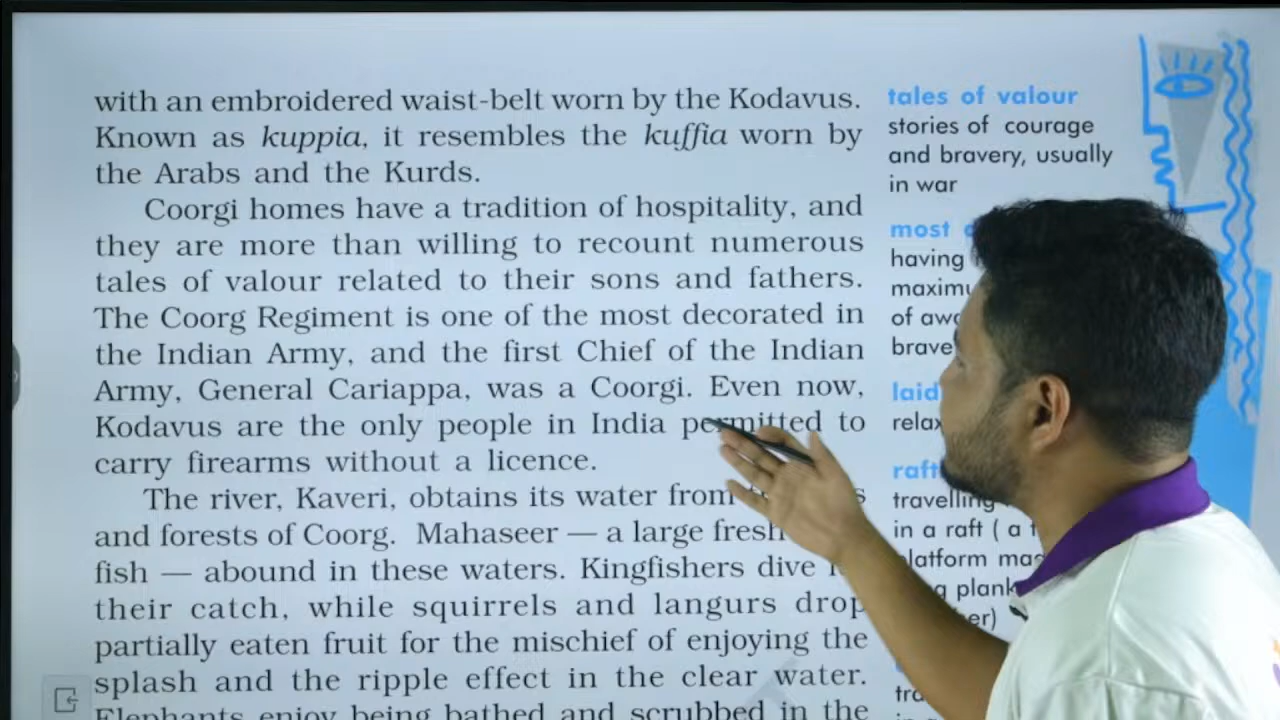 with an embroidered waist-belt worn by the Kodavus.
Known as kuppia, it resembles the kuffia worn by
the Arabs and the Kurds.
Coorgi homes have a tradition of hospitality, and
they are more than willing to recount numerous
tales of valour related to their sons and fathers.
The Coorg Regiment is one of the most decorated in
the Indian Army, and the first Chief of the Indian
Army, General Cariappa, was a Coorgi. Even now,
Kodavus are the only people in India permitted to
carry firearms without a licence.
The river, Kaveri, obtains its water from
and forests of Coorg. Mahaseer — a large fresh
fish — abound in these waters. Kingfishers dive
their catch, while squirrels and langurs drop
partially eaten fruit for the mischief of enjoying the
splash and the ripple effect in the clear water.
Elephants enjoy being bathed and scrubbed in the
tales of valour
stories of courage
and bravery, usually
in war
most
having
of
laid
raft
travelling
in a raft ( a